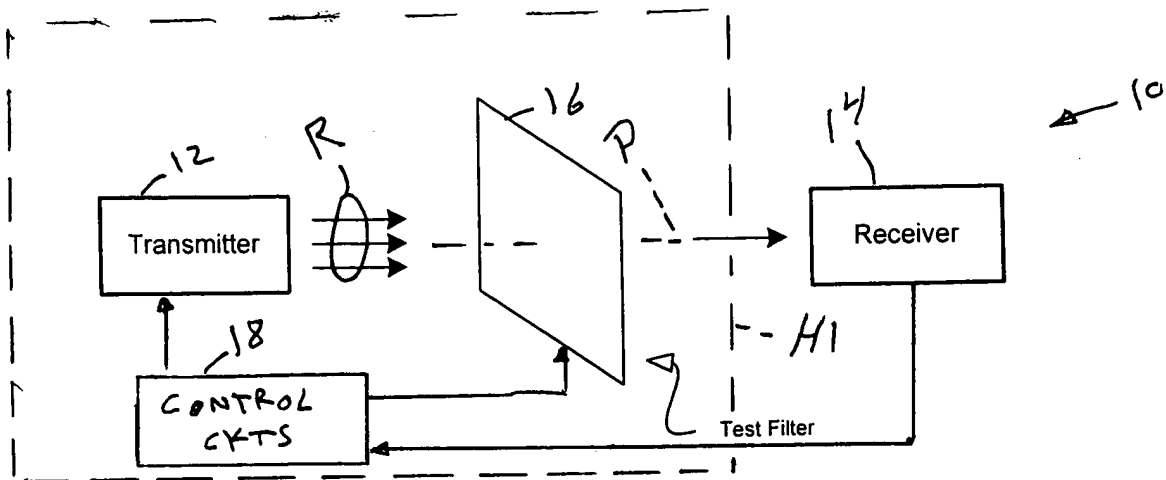 10
16
14
R
P
12
Transmitter
Receiver
H1
18
CONTROL
CKTS
Test Filter